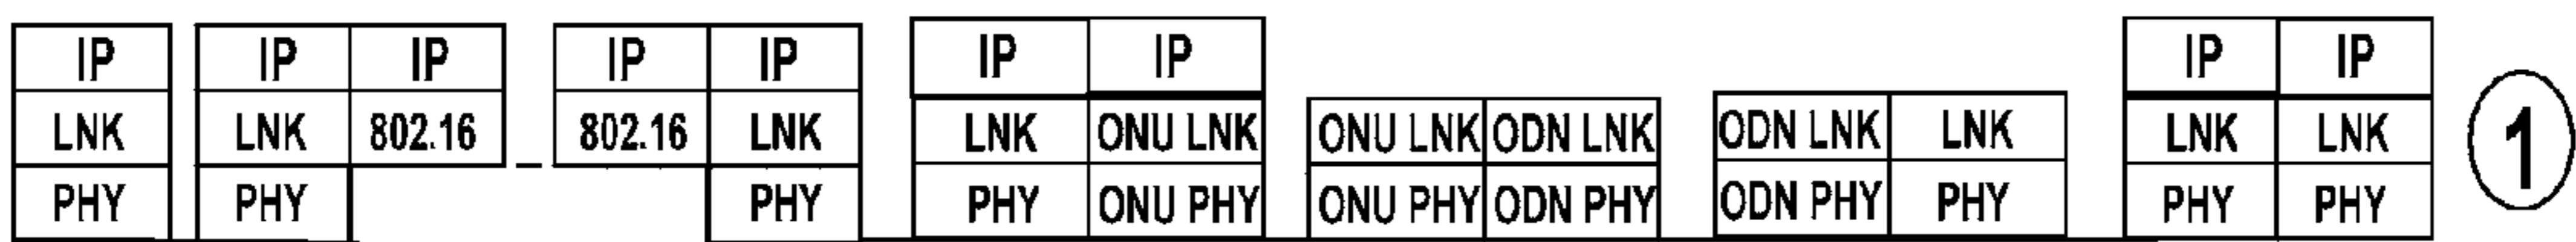 IP IP IP IP IP IP IP IP IP
LNK LNK 802.16 802.16 LNK LNK ONU LNK ONU LNK ODN LNK ODN LNK LNK LNK LNK 1
PHY PHY PHY PHY ONU PHY ONU PHY ODN PHY ODN PHY PHY PHY PHY